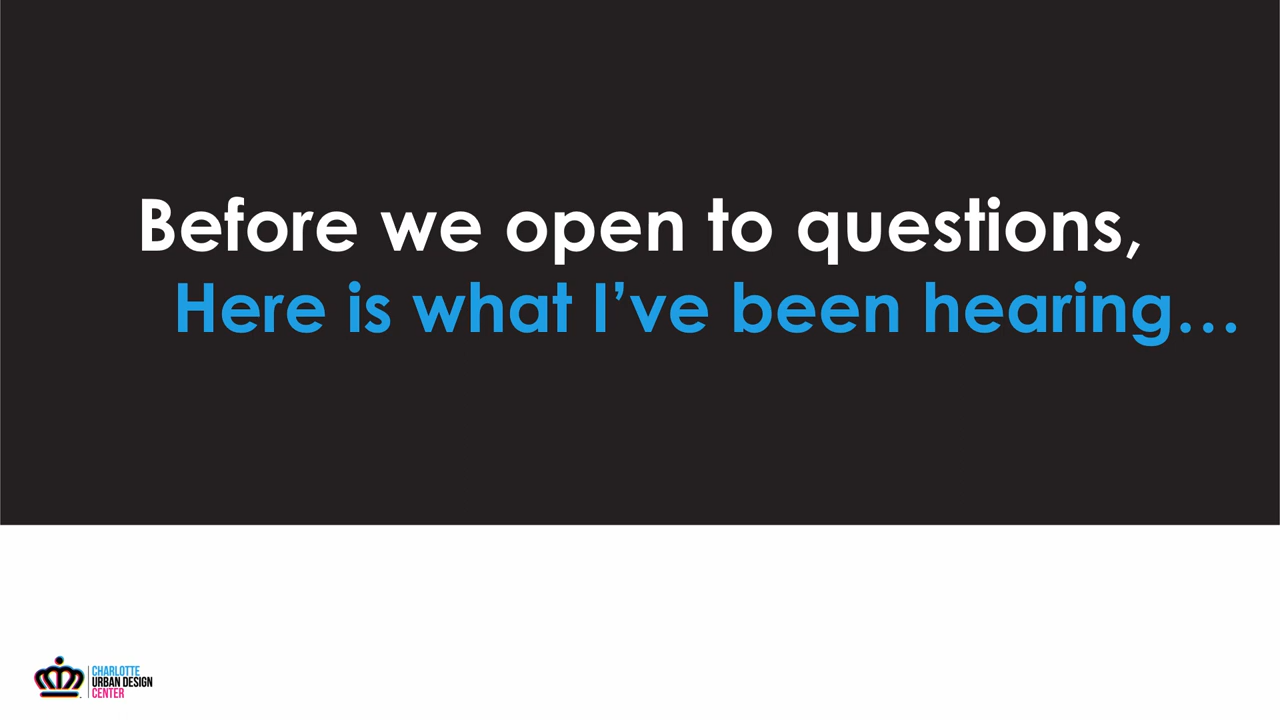 Before we open to questions,
Here is what I’ve been hearing…
CHARLOTTE
URBAN DESIGN
CENTER